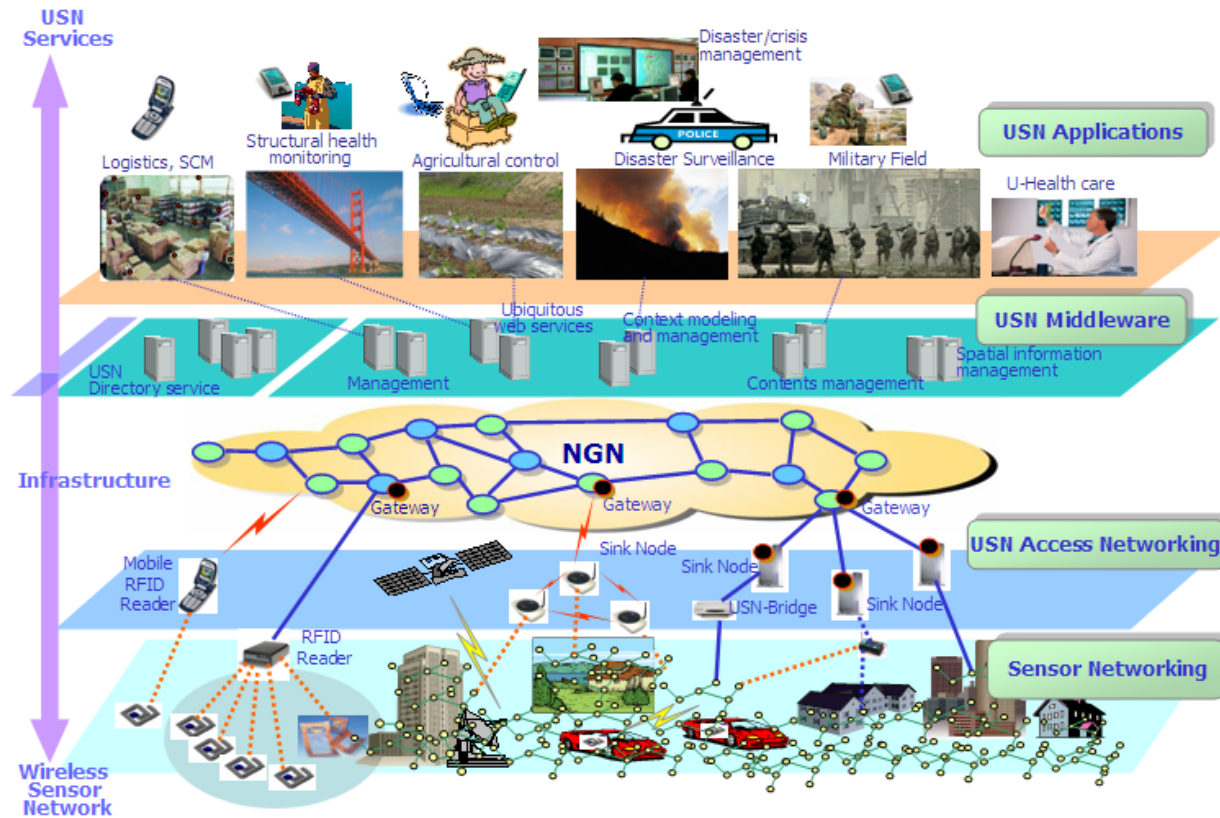 USN
Services
Disaster/crisis
management
POLICE
USN Applications
Structural health
monitoring
Logistics, SCM
Agricultural control
Disaster Surveillance
Military Field
U-Health care
USN Middleware
Ubiquitous
web services
Context modeling
and management
USN
Directory service
Management
Contents management
Spatial information
management
NGN
Infrastructure
Gateway
Gateway
Gateway
USN Access Networking
Mobile
RFID
Reader
Sink Node
Sink Node
USN-Bridge
Sink Node
RFID
Reader
Sensor Networking
Wireless
Sensor
Network